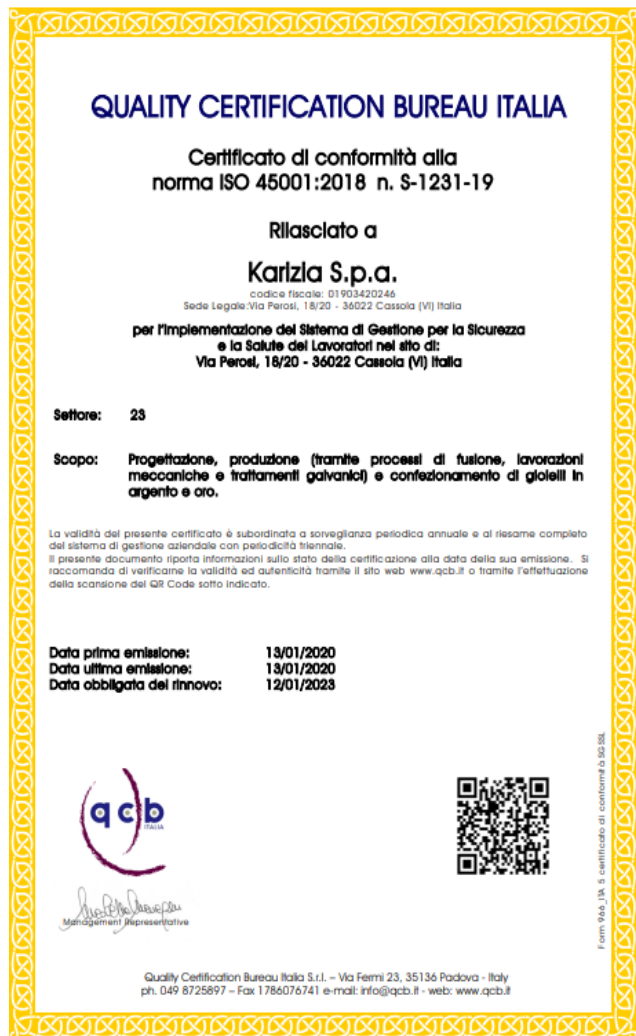 QUALITY CERTIFICATION BUREAU ITALIA
Certificato di conformità alla
norma ISO 45001:2018 n. S-1231-19
Rilasciato a
Karizia S.p.a.
codice fiscale: 01903420246
Sede Legale:Via Perosi, 18/20 - 36022 Cassola (VI) Italia
per l'implementazione del Sistema di Gestione per la Sicurezza
e la Salute dei Lavoratori nel sito di:
Via Perosi, 18/20 - 36022 Cassola (VI) Italia
Settore: 23
Scopo: Progettazione, produzione (tramite processi di fusione, lavorazioni
meccaniche e trattamenti galvanici) e confezionamento di gioielli in
argento e oro.
La validità del presente certificato è subordinata a sorveglianza periodica annuale e al riesame completo
del sistema di gestione aziendale con periodicità triennale.
Il presente documento riporta informazioni sullo stato della certificazione alla data della sua emissione. Si
raccomanda di verificarne la validità ed autenticità tramite il sito web www.qcb.it o tramite l'effettuazione
della scansione del QR Code sotto indicato.
Data prima emissione: 13/01/2020
Data ultima emissione: 13/01/2020
Data obbligata del rinnovo: 12/01/2023
qcb
ITALIA
Management Representative
Form 966_ITA 5 certificato di conformità SG-SSL
Quality Certification Bureau Italia S.r.l. – Via Fermi 23, 35136 Padova - Italy
ph. 049 8725897 – Fax 1786076741 e-mail: info@qcb.it - web: www.qcb.it